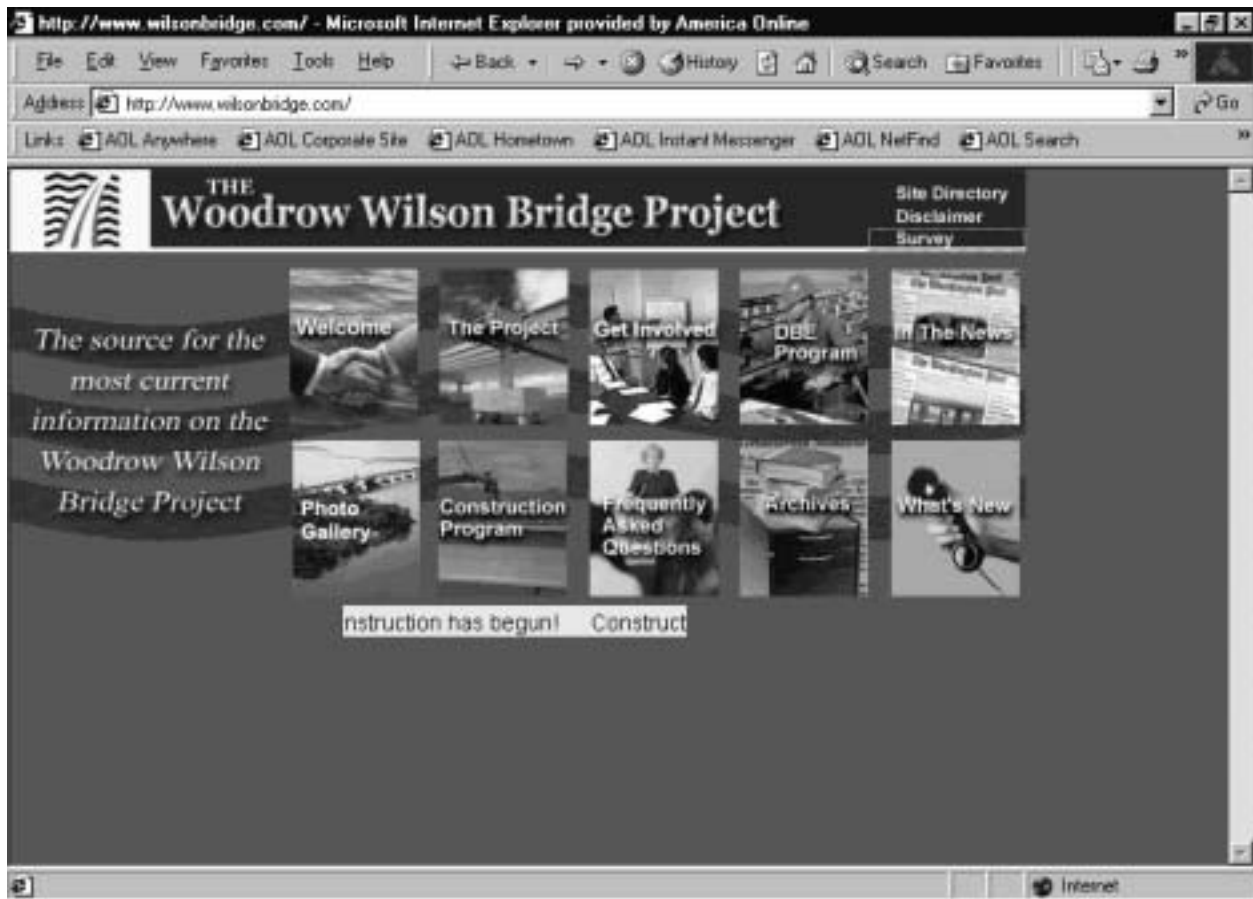 http://www.wilsonbridge.com/ - Microsoft Internet Explorer provided by America Online
File Edit View Favorites Tools Help Back History Search Favorites »
Address http://www.wilsonbridge.com/ Go
Links AOL Anywhere AOL Corporate Site AOL Hometown AOL Instant Messenger AOL NetFind AOL Search »
THE
Woodrow Wilson Bridge Project
Site Directory
Disclaimer
Survey
The source for the
most current
information on the
Woodrow Wilson
Bridge Project
Welcome
The Project
Get Involved
DBE
Program
In The News
The Washington Post
Photo
Gallery
Construction
Program
Frequently
Asked
Questions
Archives
What's New
nstruction has begun! Construct
Internet